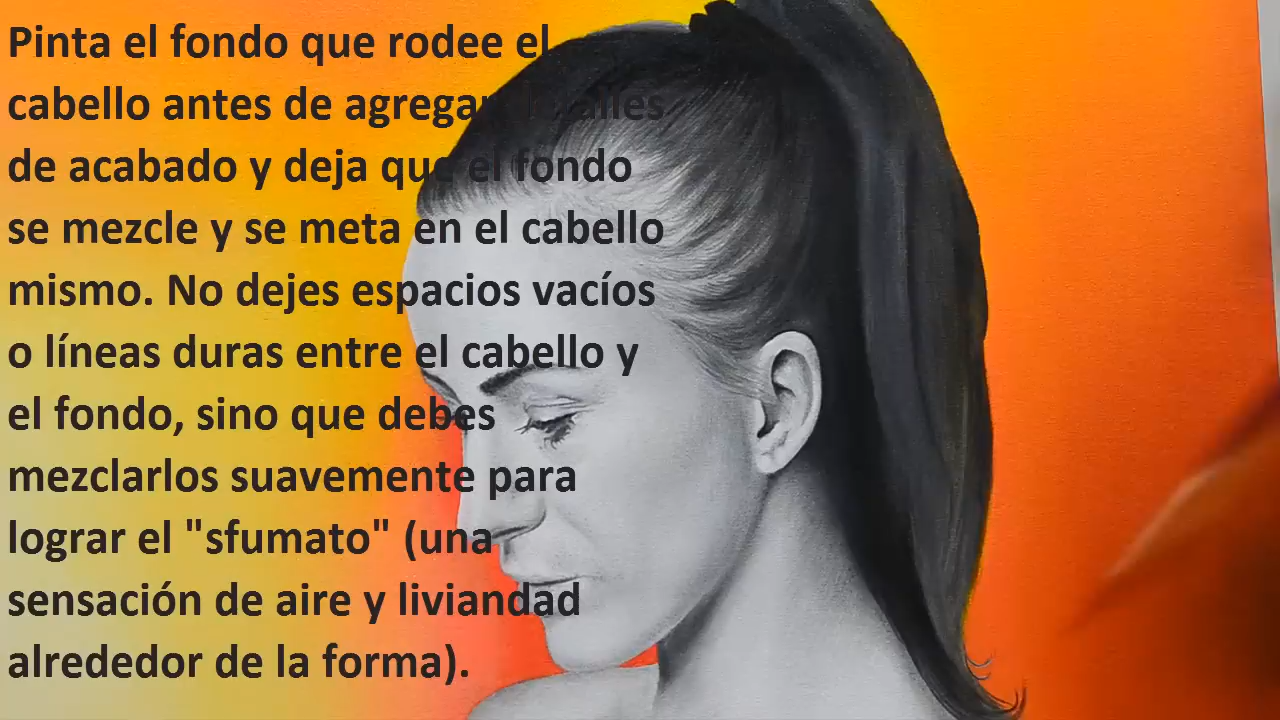 Pinta el fondo que rodee el
cabello antes de agregar detalles
de acabado y deja que el fondo
se mezcle y se meta en el cabello
mismo. No dejes espacios vacíos
o líneas duras entre el cabello y
el fondo, sino que debes
mezclarlos suavemente para
lograr el "sfumato" (una
sensación de aire y liviandad
alrededor de la forma).